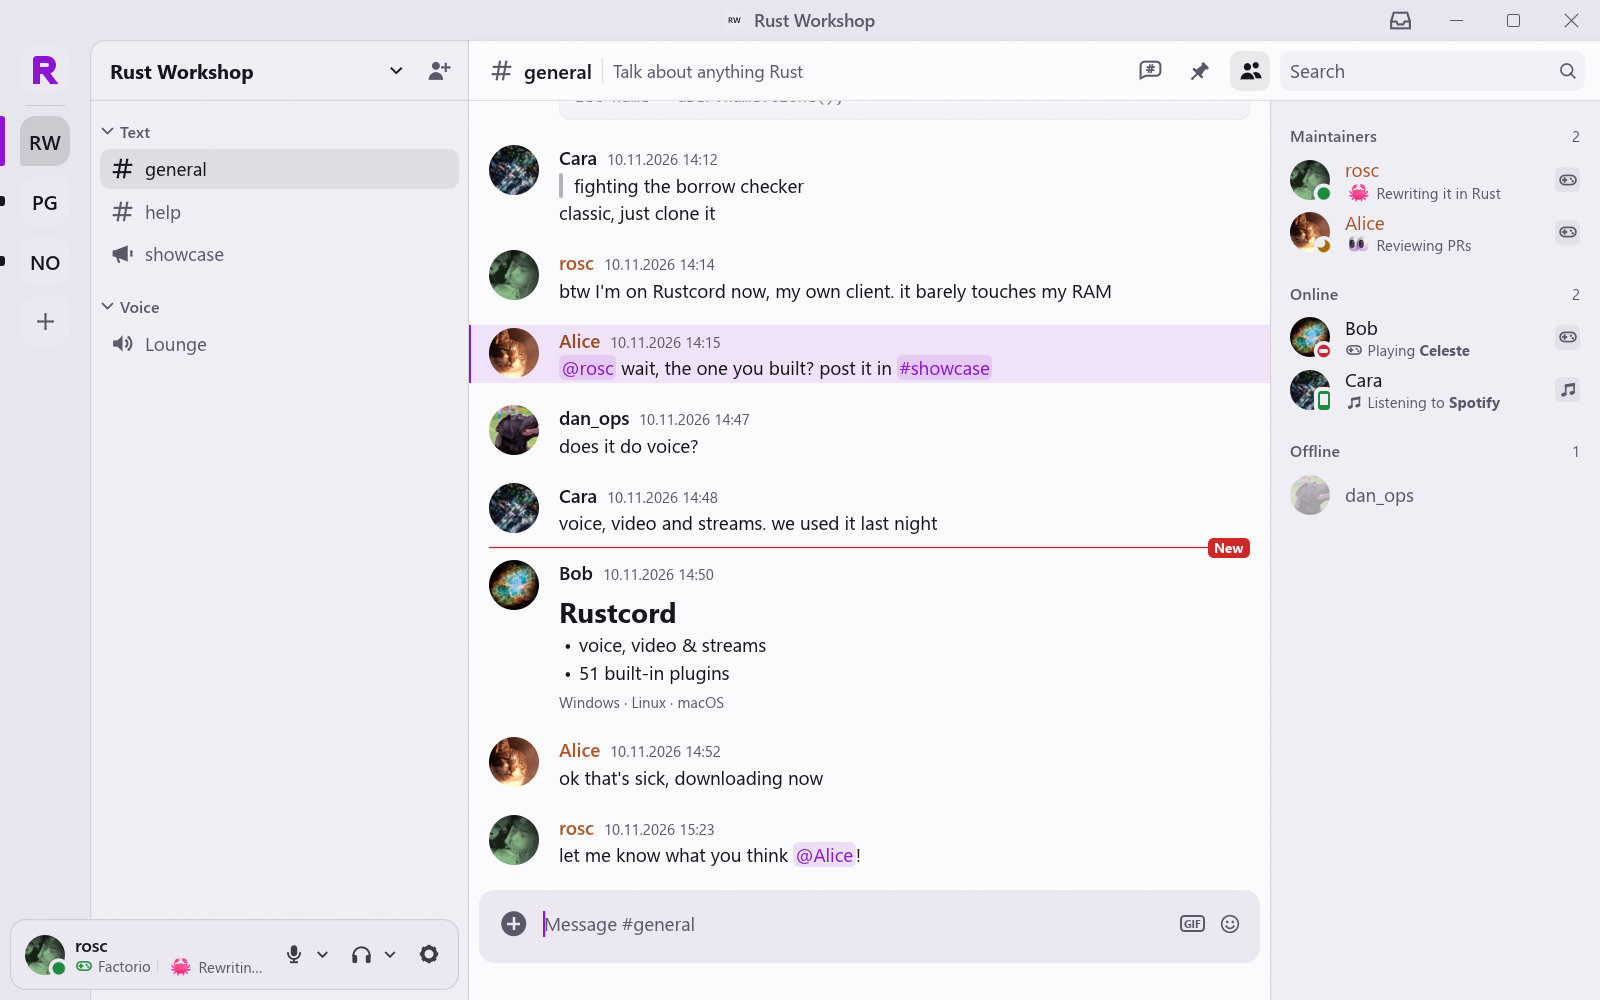 RW Rust Workshop
R
RW
PG
NO
Rust Workshop
Text
general
help
showcase
Voice
Lounge
rosc
Factorio
Rewritin...
# general
Talk about anything Rust
Search
Cara 10.11.2026 14:12
fighting the borrow checker
classic, just clone it
rosc 10.11.2026 14:14
btw I'm on Rustcord now, my own client. it barely touches my RAM
Alice 10.11.2026 14:15
@rosc wait, the one you built? post it in #showcase
dan_ops 10.11.2026 14:47
does it do voice?
Cara 10.11.2026 14:48
voice, video and streams. we used it last night
New
Bob 10.11.2026 14:50
Rustcord
• voice, video & streams
• 51 built-in plugins
Windows · Linux · macOS
Alice 10.11.2026 14:52
ok that's sick, downloading now
rosc 10.11.2026 15:23
let me know what you think @Alice!
Message #general
GIF
Maintainers 2
rosc
Rewriting it in Rust
Alice
Reviewing PRs
Online 2
Bob
Playing Celeste
Cara
Listening to Spotify
Offline 1
dan_ops